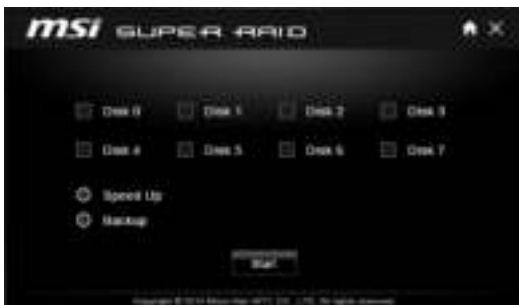 msi SUPER RAID
Disk 0 Disk 1 Disk 2 Disk 3
Disk 4 Disk 5 Disk 6 Disk 7
Speed Up
Backup
Start